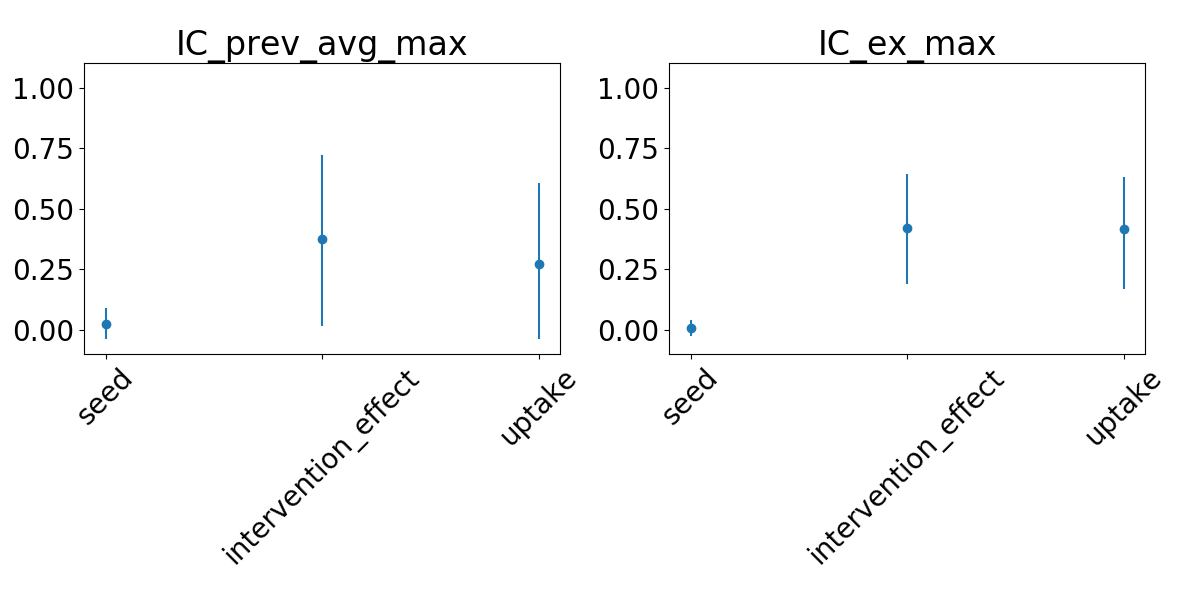 IC_prev_avg_max
1.00
0.75
0.50
0.25
0.00
seed
intervention_effect
uptake
IC_ex_max
1.00
0.75
0.50
0.25
0.00
seed
intervention_effect
uptake